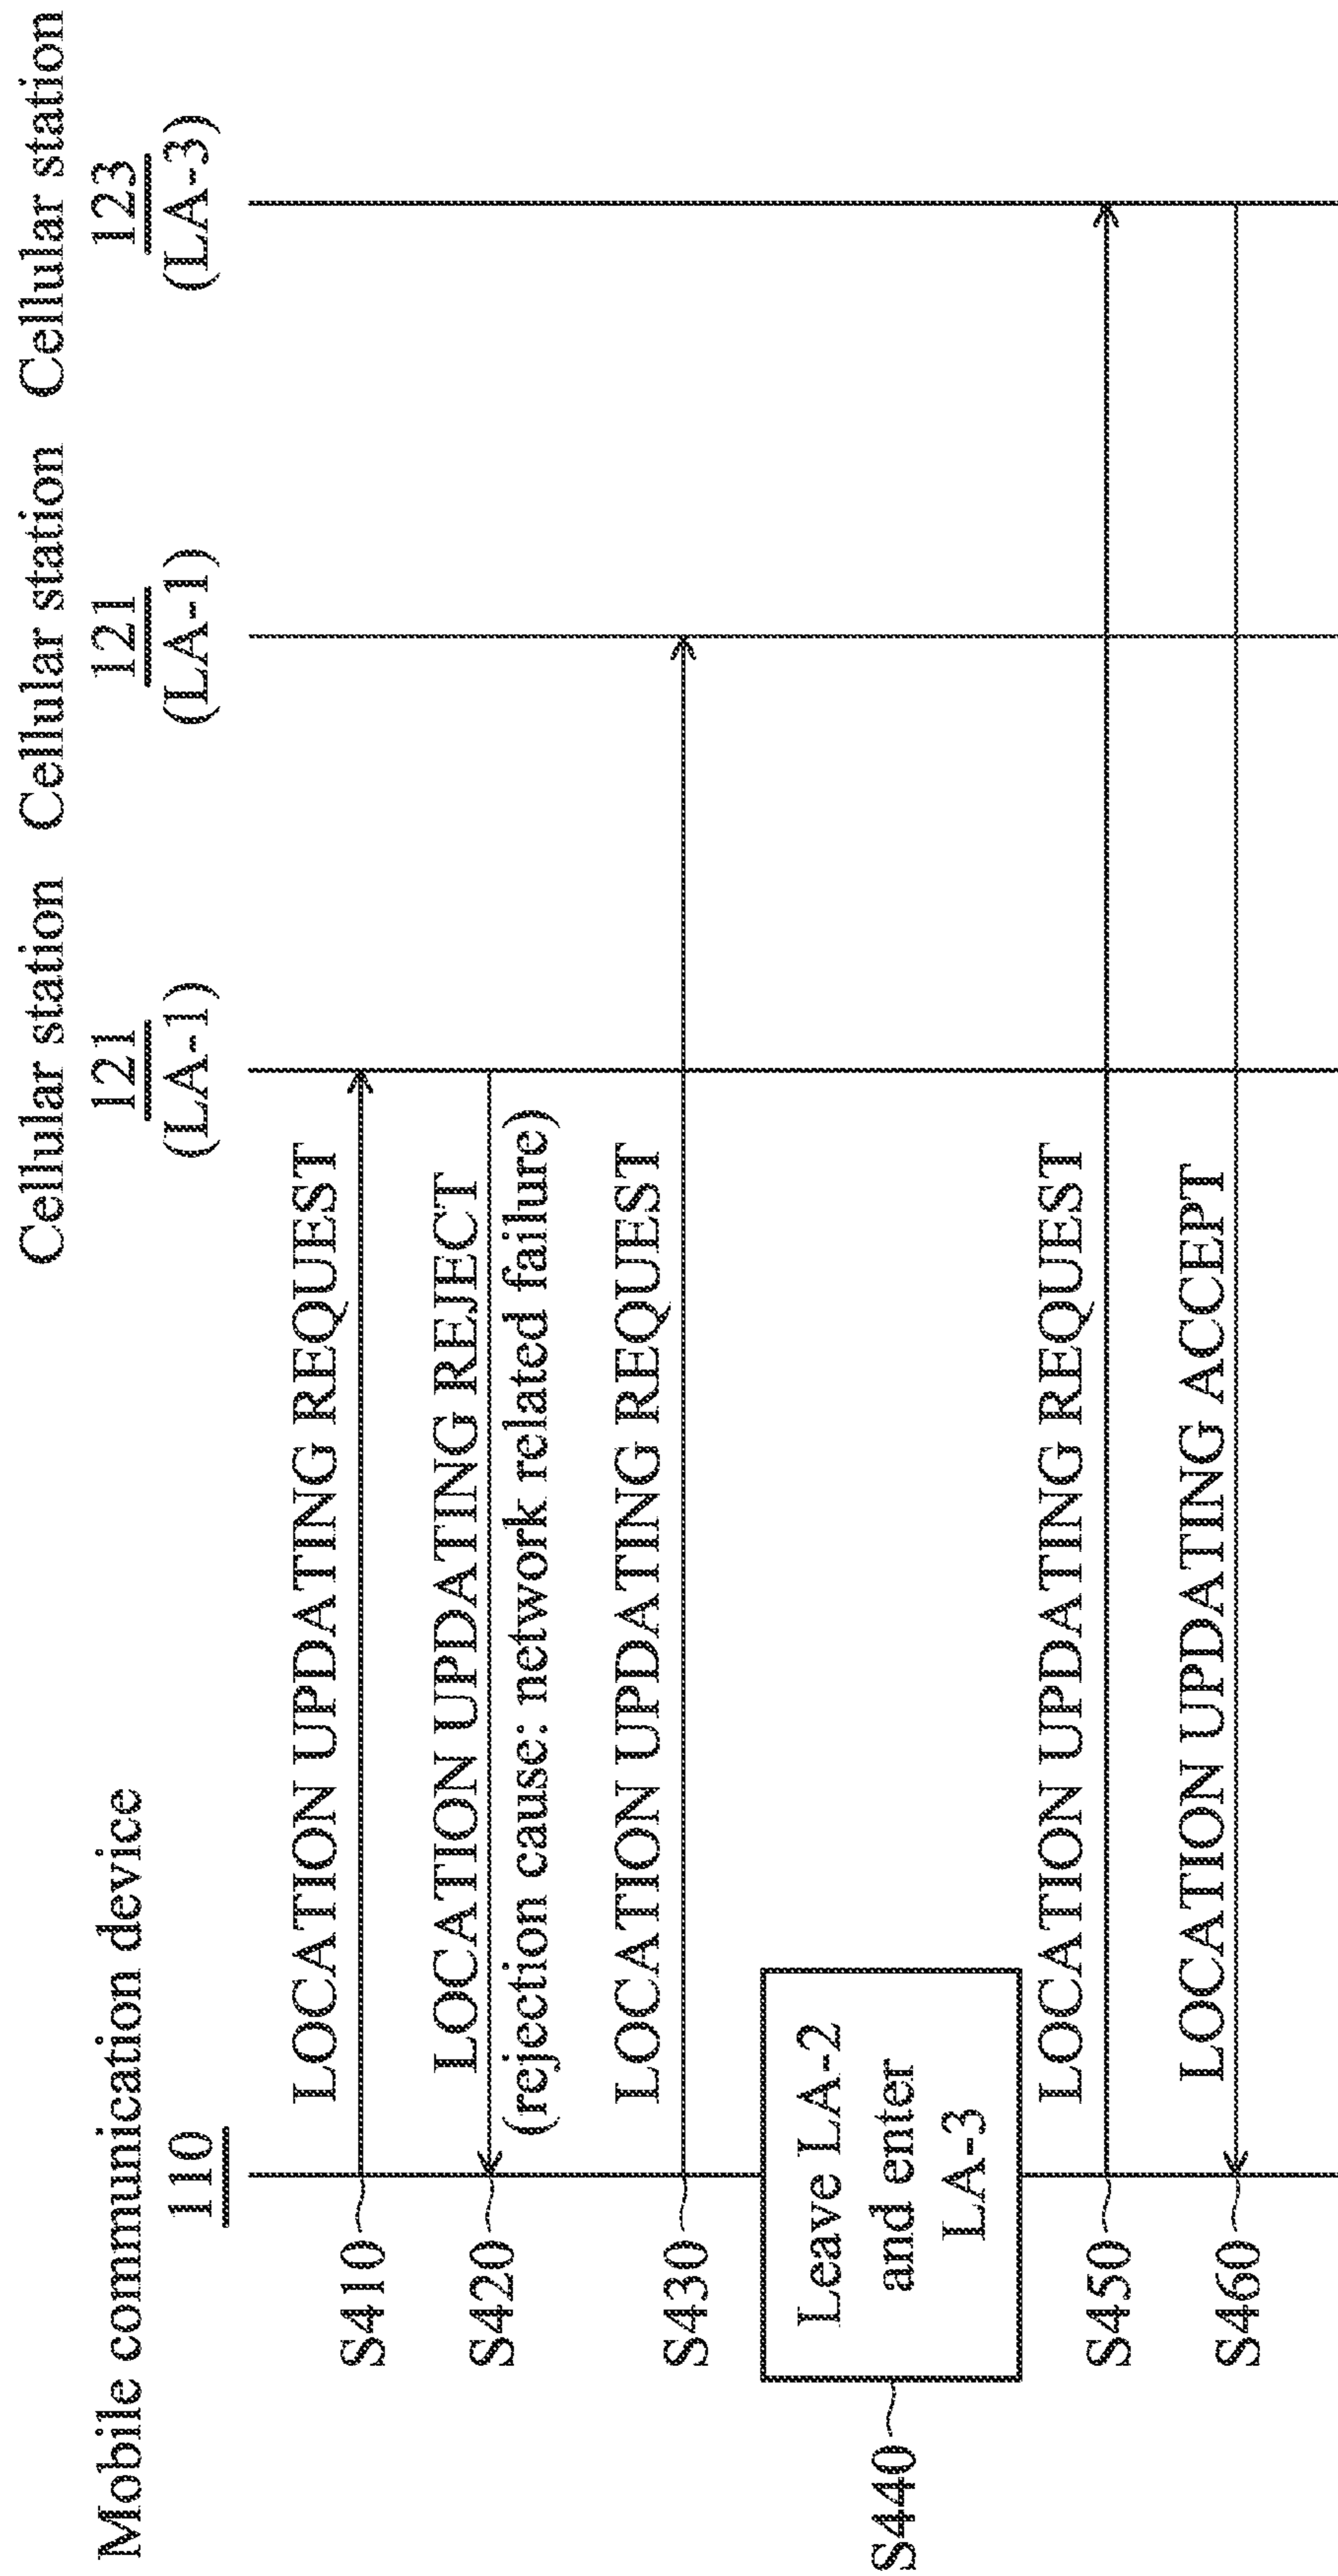 Mobile communication device
110
Cellular station
121
(LA-1)
Cellular station
121
(LA-1)
Cellular station
123
(LA-3)
S410
LOCATION UPDATING REQUEST
S420
LOCATION UPDATING REJECT
(rejection cause: network related failure)
S430
LOCATION UPDATING REQUEST
S440
Leave LA-2
and enter
LA-3
S450
LOCATION UPDATING REQUEST
S460
LOCATION UPDATING ACCEPT